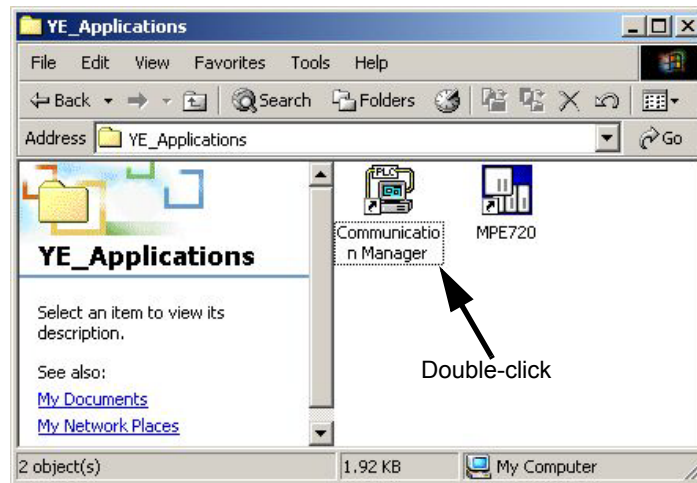 YE_Applications
File Edit View Favorites Tools Help
Back Search Folders
Address YE_Applications Go
PLC
Communicatio
n Manager
MPE720
YE_Applications
Select an item to view its
description.
See also:
My Documents
My Network Places
Double-click
2 object(s) 1.92 KB My Computer